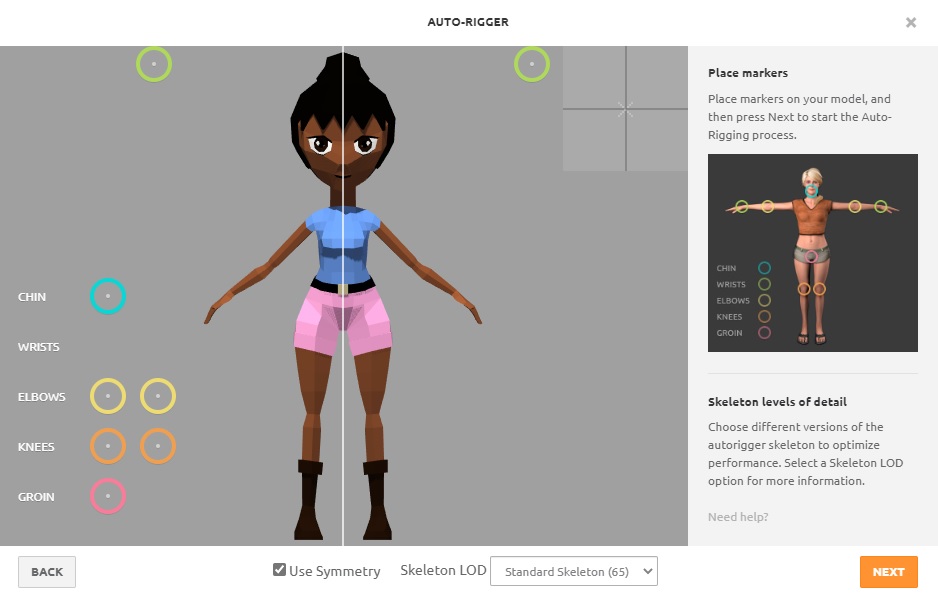 AUTO-RIGGER
×
CHIN
WRISTS
ELBOWS
KNEES
GROIN
Place markers
Place markers on your model, and
then press Next to start the Auto-
Rigging process.
CHIN
WRISTS
ELBOWS
KNEES
GROIN
Skeleton levels of detail
Choose different versions of the
autorigger skeleton to optimize
performance. Select a Skeleton LOD
option for more information.
Need help?
BACK
Use Symmetry
Skeleton LOD
Standard Skeleton (65)
NEXT